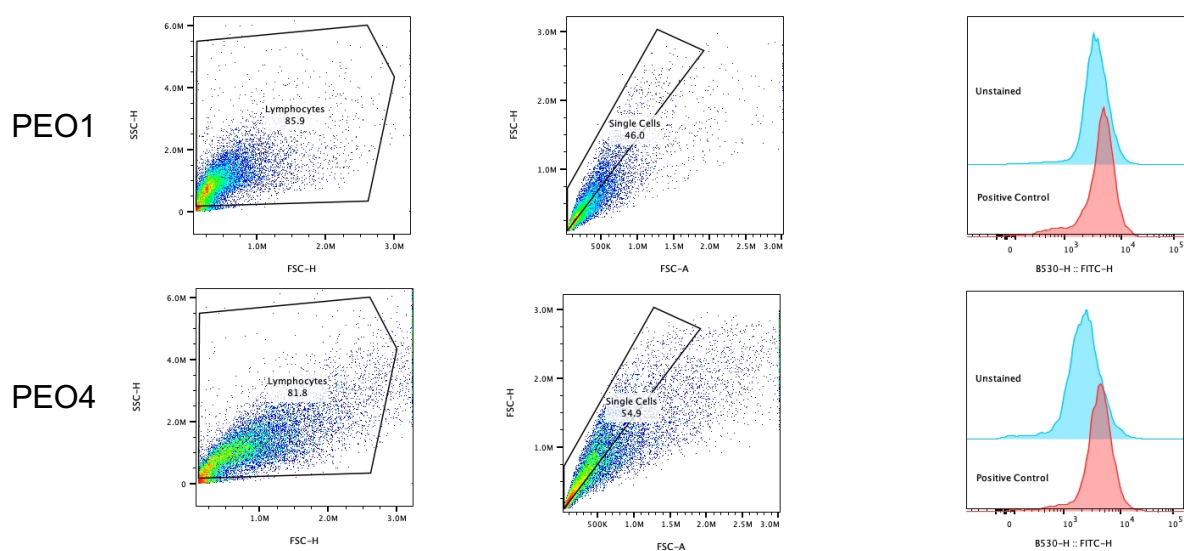 PEO1
6.0M
4.0M
2.0M
0
SSC-H
Lymphocytes
85.9
1.0M
2.0M
3.0M
FSC-H
3.0M
2.0M
1.0M
FSC-H
Single Cells
46.0
500K
1.0M
1.5M
2.0M
2.5M
3.0M
FSC-A
Unstained
Positive Control
0
10³
10⁴
10⁵
B530-H :: FITC-H
PEO4
6.0M
4.0M
2.0M
0
SSC-H
Lymphocytes
81.8
1.0M
2.0M
3.0M
FSC-H
3.0M
2.0M
1.0M
FSC-H
Single Cells
54.9
500K
1.0M
1.5M
2.0M
2.5M
3.0M
FSC-A
Unstained
Positive Control
0
10³
10⁴
10⁵
B530-H :: FITC-H